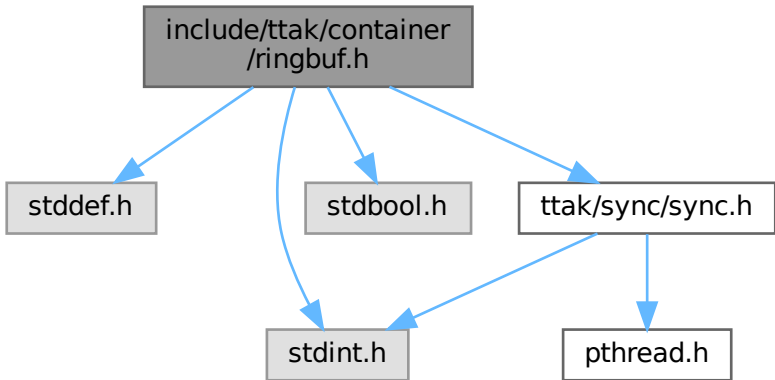 include/ttak/container
/ringbuf.h
stddef.h
stdbool.h
ttak/sync/sync.h
stdint.h
pthread.h